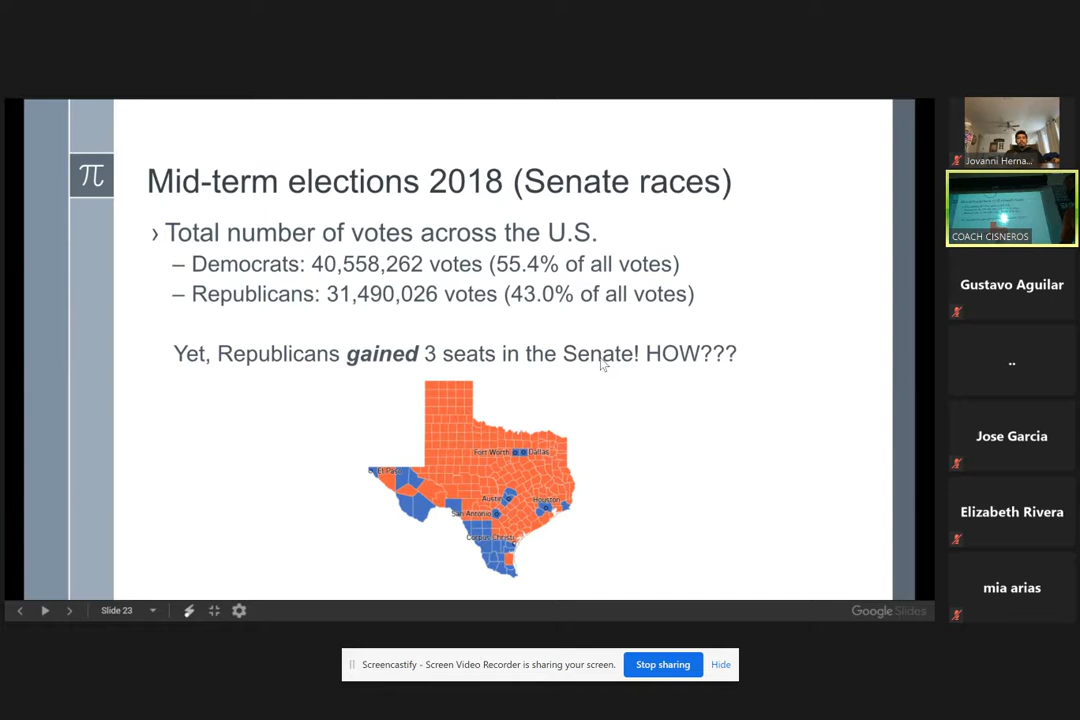 π
Mid-term elections 2018 (Senate races)
› Total number of votes across the U.S.
– Democrats: 40,558,262 votes (55.4% of all votes)
– Republicans: 31,490,026 votes (43.0% of all votes)
Yet, Republicans gained 3 seats in the Senate! HOW???
Fort Worth
Dallas
El Pas
Austin
Houston
San Antonio
Corpus Christi
Slide 23
Google Slides
Jovanni Herna...
COACH CISNEROS
Gustavo Aguilar
..
Jose Garcia
Elizabeth Rivera
mia arias
Screencastify - Screen Video Recorder is sharing your screen.
Stop sharing
Hide